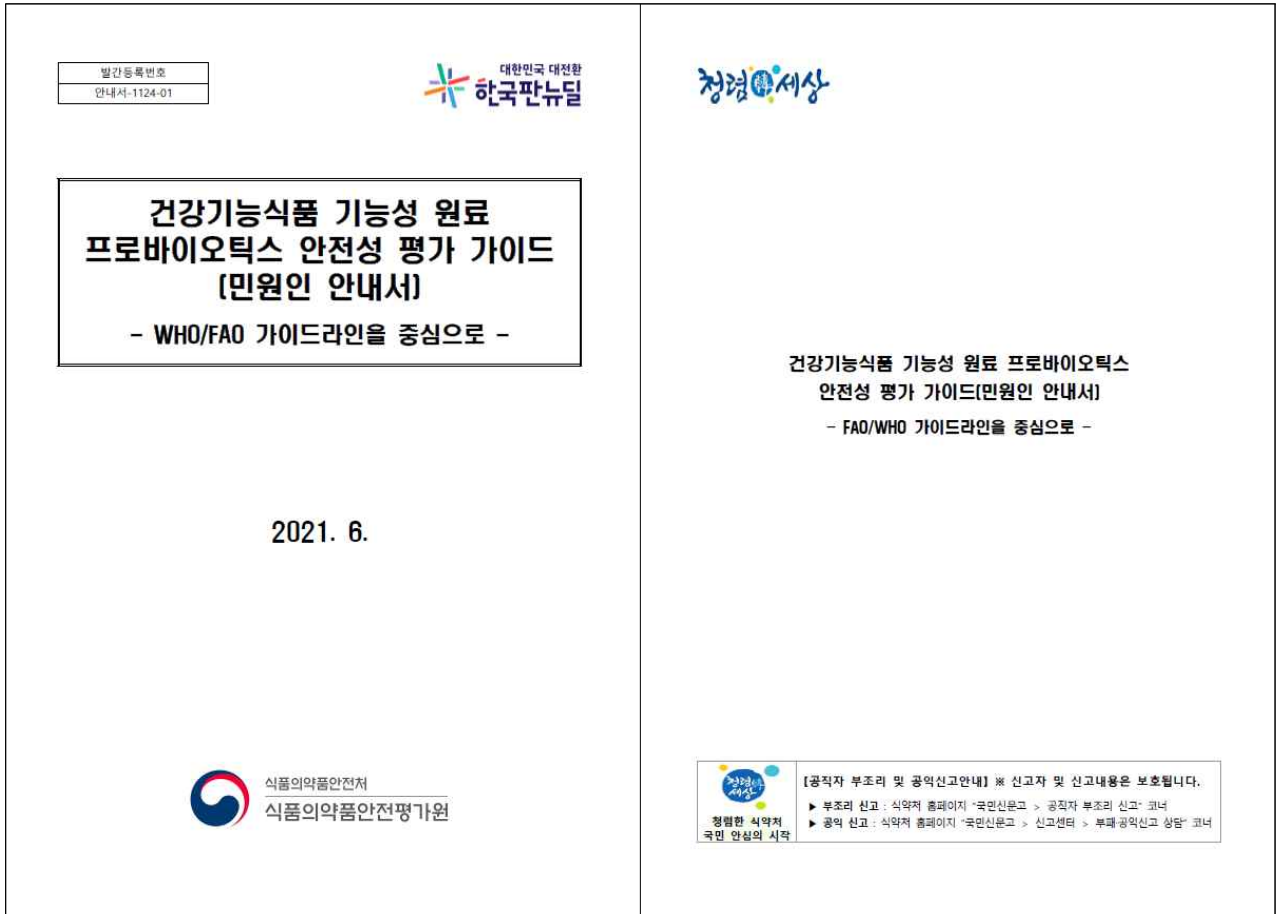 발간등록번호
안내서-1124-01
대한민국 대전환
한국판뉴딜
건강기능식품 기능성 원료
프로바이오틱스 안전성 평가 가이드
(민원인 안내서)
- WHO/FAO 가이드라인을 중심으로 -
2021. 6.
식품의약품안전처
식품의약품안전평가원
청렴韓세상
건강기능식품 기능성 원료 프로바이오틱스
안전성 평가 가이드(민원인 안내서)
- FAO/WHO 가이드라인을 중심으로 -
청렴韓
세상
청렴한 식약처
국민 안심의 시작
[공직자 부조리 및 공익신고안내] ※ 신고자 및 신고내용은 보호됩니다.
▶ 부조리 신고 : 식약처 홈페이지 "국민신문고 > 공직자 부조리 신고" 코너
▶ 공익 신고 : 식약처 홈페이지 "국민신문고 > 신고센터 > 부패·공익신고 상담" 코너